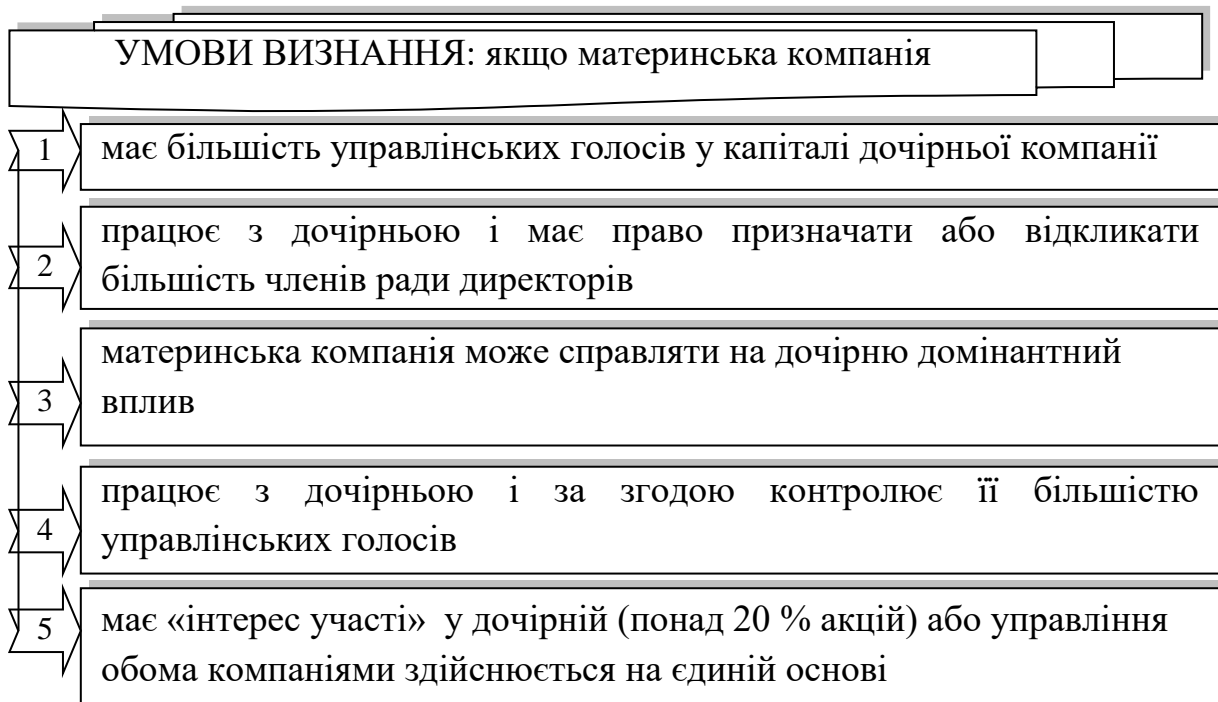 УМОВИ ВИЗНАННЯ: якщо материнська компанія
1 має більшість управлінських голосів у капіталі дочірньої компанії
працює з дочірньою і має право призначати або відкликати
2 більшість членів ради директорів
материнська компанія може справляти на дочірню домінантний
3 вплив
працює з дочірньою і за згодою контролює її більшістю
4 управлінських голосів
5 має «інтерес участі» у дочірній (понад 20 % акцій) або управління
обома компаніями здійснюється на єдиній основі